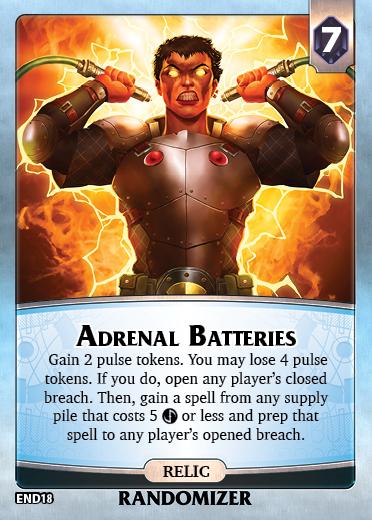 7
ADRENAL BATTERIES
Gain 2 pulse tokens. You may lose 4 pulse
tokens. If you do, open any player's closed
breach. Then, gain a spell from any supply
pile that costs 5 or less and prep that
spell to any player's opened breach.
RELIC
END18
RANDOMIZER